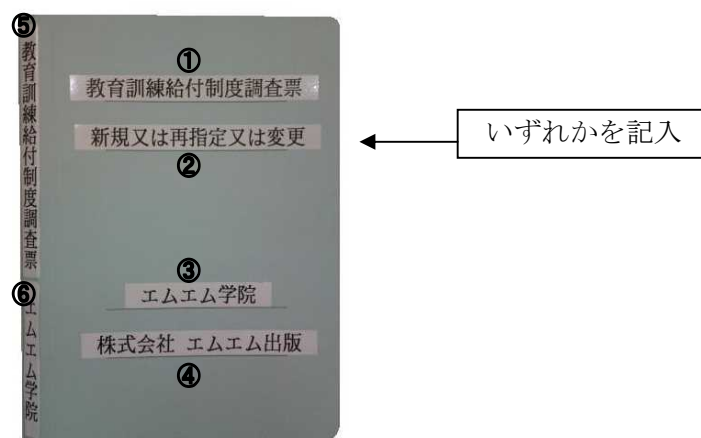 ⑤
教育訓練給付制度調査票
①
教育訓練給付制度調査票
新規又は再指定又は変更
②
いずれかを記入
③
エムエム学院
株式会社 エムエム出版
④
⑥
エムエム学院